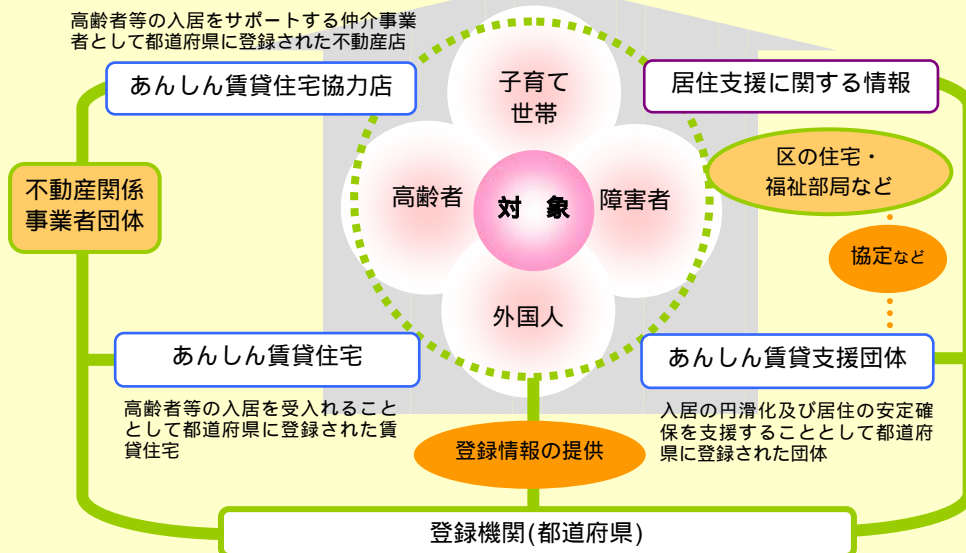 高齢者等の入居をサポートする仲介事業
者として都道府県に登録された不動産店
あんしん賃貸住宅協力店
子育て
世帯
居住支援に関する情報
区の住宅・
福祉部局など
不動産関係
事業者団体
高齢者
対 象
障害者
協定など
外国人
あんしん賃貸住宅
あんしん賃貸支援団体
高齢者等の入居を受入れること
として都道府県に登録された賃
貸住宅
入居の円滑化及び居住の安定確
保を支援することとして都道府
県に登録された団体
登録情報の提供
登録機関(都道府県)